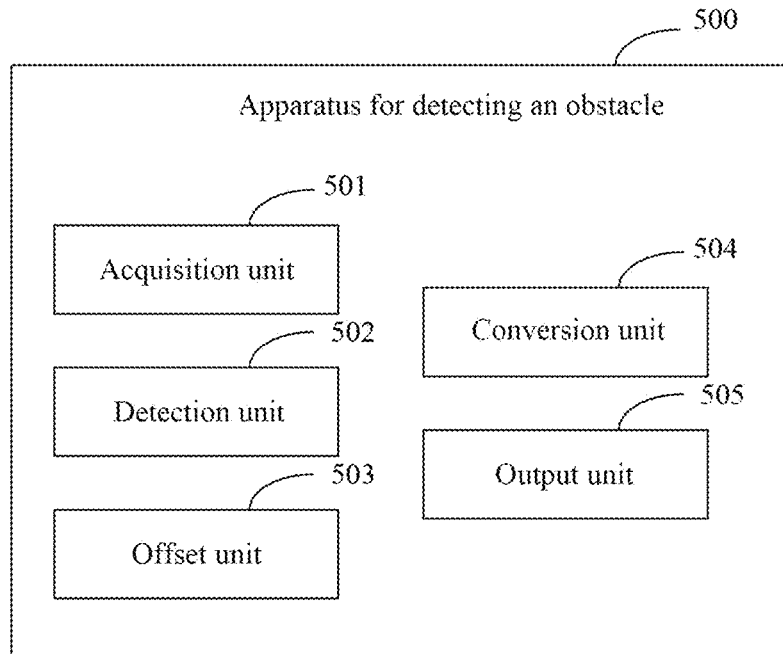 500
Apparatus for detecting an obstacle
501
Acquisition unit
502
Detection unit
503
Offset unit
504
Conversion unit
505
Output unit